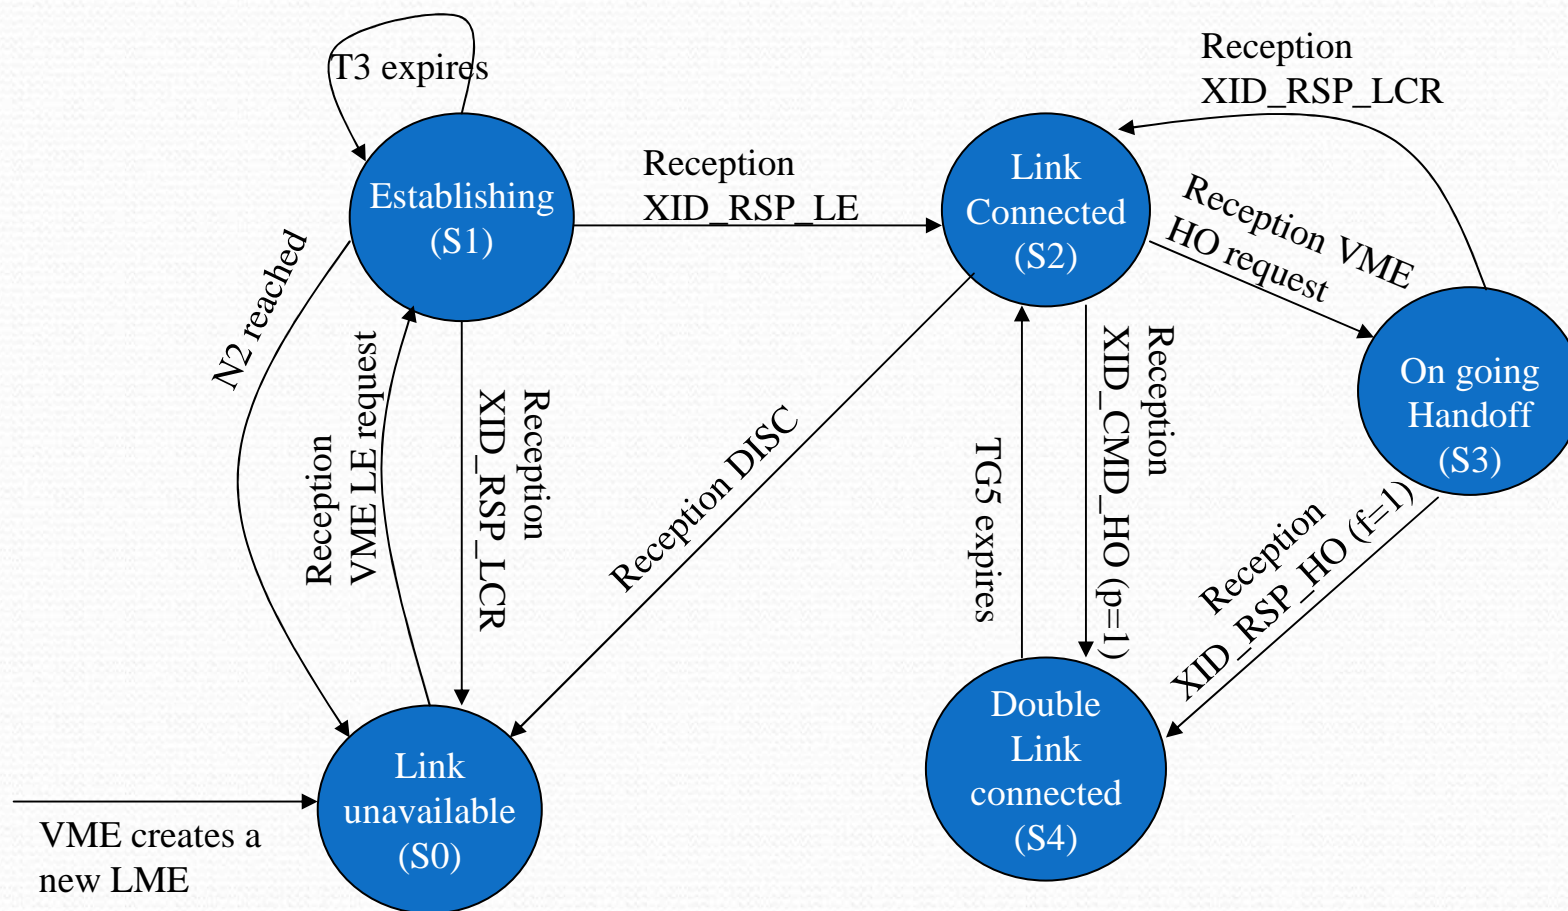 T3 expires
Establishing
(S1)
Reception
XID_RSP_LE
Link
Connected
(S2)
Reception
XID_RSP_LCR
Reception VME
HO request
On going
Handoff
(S3)
N2 reached
Reception
VME LE request
Reception
XID_RSP_LCR
Reception DISC
TG5 expires
Reception
XID_CMD_HO (p=1)
Reception
XID_RSP_HO (f=1)
Link
unavailable
(S0)
Double
Link
connected
(S4)
VME creates a
new LME